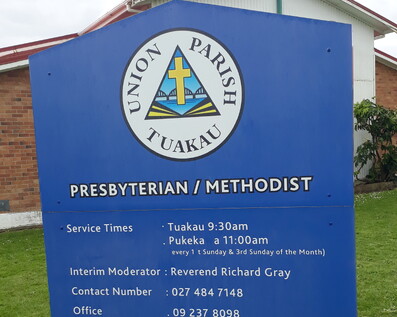 UNION PARISH
TUAKAU
PRESBYTERIAN / METHODIST
Service Times · Tuakau 9:30am
. Pukeka a 11:00am
every 1 t Sunday & 3rd Sunday of the Month)
Interim Moderator : Reverend Richard Gray
Contact Number : 027 484 7148
Office . 09 237 8098